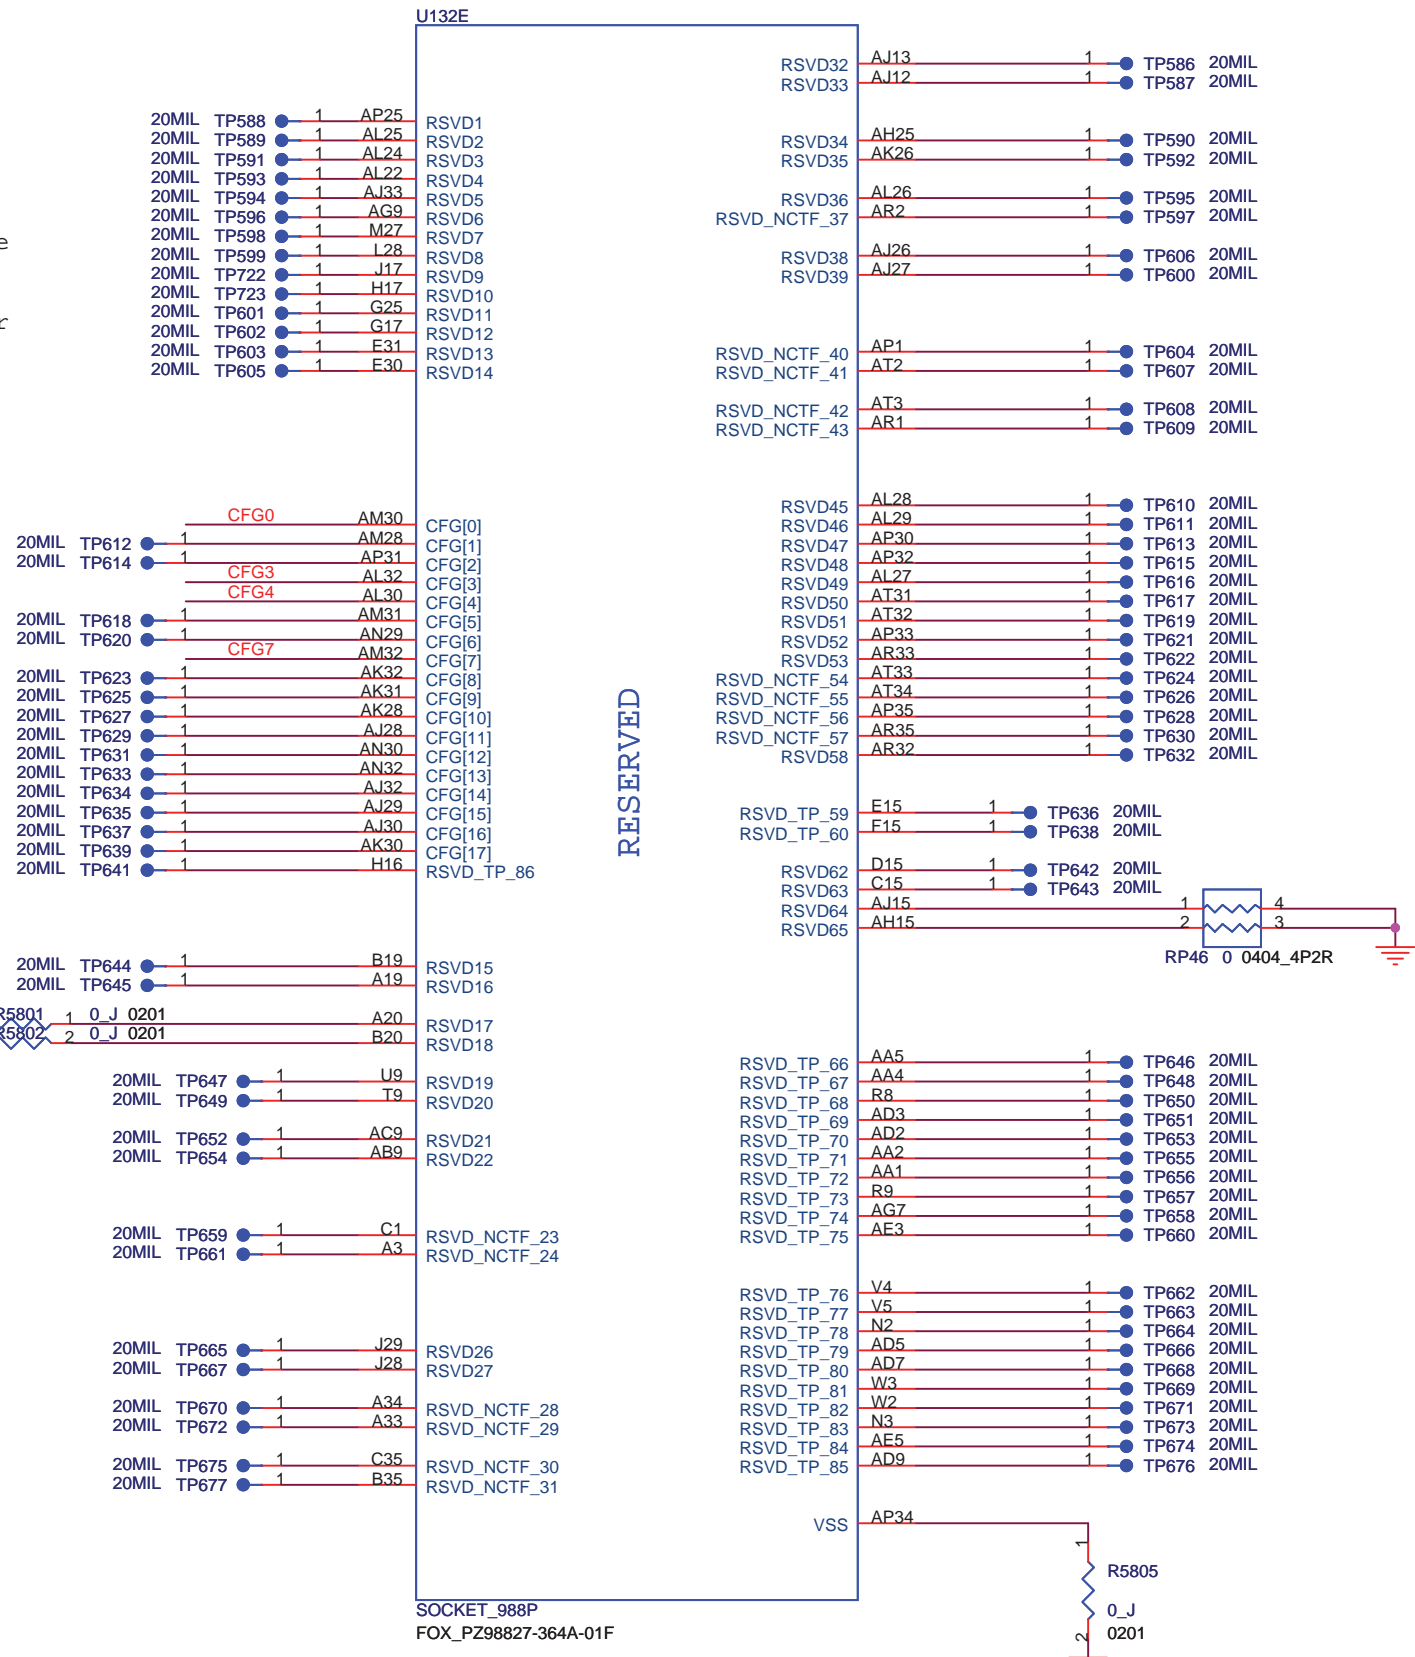 U132E
RSVD32 AJ13 1 TP586 20MIL
RSVD33 AJ12 1 TP587 20MIL
20MIL TP588 1 AP25 RSVD1
20MIL TP589 1 AL25 RSVD2
RSVD34 AH25 1 TP590 20MIL
20MIL TP591 1 AL24 RSVD3
RSVD35 AK26 1 TP592 20MIL
20MIL TP593 1 AL22 RSVD4
20MIL TP594 1 AJ33 RSVD5
RSVD36 AL26 1 TP595 20MIL
20MIL TP596 1 AG9 RSVD6
RSVD_NCTF_37 AR2 1 TP597 20MIL
20MIL TP598 1 M27 RSVD7
e
20MIL TP599 1 L28 RSVD8
RSVD38 AJ26 1 TP606 20MIL
20MIL TP722 1 J17 RSVD9
RSVD39 AJ27 1 TP600 20MIL
20MIL TP723 1 H17 RSVD10
20MIL TP601 1 G25 RSVD11
r
20MIL TP602 1 G17 RSVD12
20MIL TP603 1 E31 RSVD13
RSVD_NCTF_40 AP1 1 TP604 20MIL
20MIL TP605 1 E30 RSVD14
RSVD_NCTF_41 AT2 1 TP607 20MIL
RSVD_NCTF_42 AT3 1 TP608 20MIL
RSVD_NCTF_43 AR1 1 TP609 20MIL
RSVD45 AL28 1 TP610 20MIL
CFG0 AM30 CFG[0]
RSVD46 AL29 1 TP611 20MIL
20MIL TP612 1 AM28 CFG[1]
RSVD47 AP30 1 TP613 20MIL
20MIL TP614 1 AP31 CFG[2]
RSVD48 AP32 1 TP615 20MIL
CFG3 AL32 CFG[3]
RSVD49 AL27 1 TP616 20MIL
CFG4 AL30 CFG[4]
RSVD50 AT31 1 TP617 20MIL
20MIL TP618 1 AM31 CFG[5]
RSVD51 AT32 1 TP619 20MIL
20MIL TP620 1 AN29 CFG[6]
RSVD52 AP33 1 TP621 20MIL
CFG7 AM32 CFG[7]
RSVD53 AR33 1 TP622 20MIL
20MIL TP623 1 AK32 CFG[8]
RSVD_NCTF_54 AT33 1 TP624 20MIL
20MIL TP625 1 AK31 CFG[9]
RSVD_NCTF_55 AT34 1 TP626 20MIL
20MIL TP627 1 AK28 CFG[10]
RSVD_NCTF_56 AP35 1 TP628 20MIL
20MIL TP629 1 AJ28 CFG[11]
RSVD_NCTF_57 AR35 1 TP630 20MIL
20MIL TP631 1 AN30 CFG[12]
RSVD58 AR32 1 TP632 20MIL
20MIL TP633 1 AN32 CFG[13]
20MIL TP634 1 AJ32 CFG[14]
RESERVED
20MIL TP635 1 AJ29 CFG[15]
RSVD_TP_59 E15 1 TP636 20MIL
20MIL TP637 1 AJ30 CFG[16]
RSVD_TP_60 F15 1 TP638 20MIL
20MIL TP639 1 AK30 CFG[17]
20MIL TP641 1 H16 RSVD_TP_86
RSVD62 D15 1 TP642 20MIL
RSVD63 C15 1 TP643 20MIL
RSVD64 AJ15 1 4
RSVD65 AH15 2 3
RP46 0 0404_4P2R
20MIL TP644 1 B19 RSVD15
20MIL TP645 1 A19 RSVD16
R5801 1 0_J 0201 A20 RSVD17
R5802 2 0_J 0201 B20 RSVD18
RSVD_TP_66 AA5 1 TP646 20MIL
20MIL TP647 1 U9 RSVD19
RSVD_TP_67 AA4 1 TP648 20MIL
20MIL TP649 1 T9 RSVD20
RSVD_TP_68 R8 1 TP650 20MIL
RSVD_TP_69 AD3 1 TP651 20MIL
20MIL TP652 1 AC9 RSVD21
RSVD_TP_70 AD2 1 TP653 20MIL
20MIL TP654 1 AB9 RSVD22
RSVD_TP_71 AA2 1 TP655 20MIL
RSVD_TP_72 AA1 1 TP656 20MIL
RSVD_TP_73 R9 1 TP657 20MIL
RSVD_TP_74 AG7 1 TP658 20MIL
20MIL TP659 1 C1 RSVD_NCTF_23
RSVD_TP_75 AE3 1 TP660 20MIL
20MIL TP661 1 A3 RSVD_NCTF_24
RSVD_TP_76 V4 1 TP662 20MIL
RSVD_TP_77 V5 1 TP663 20MIL
RSVD_TP_78 N2 1 TP664 20MIL
20MIL TP665 1 J29 RSVD26
RSVD_TP_79 AD5 1 TP666 20MIL
20MIL TP667 1 J28 RSVD27
RSVD_TP_80 AD7 1 TP668 20MIL
RSVD_TP_81 W3 1 TP669 20MIL
20MIL TP670 1 A34 RSVD_NCTF_28
RSVD_TP_82 W2 1 TP671 20MIL
20MIL TP672 1 A33 RSVD_NCTF_29
RSVD_TP_83 N3 1 TP673 20MIL
RSVD_TP_84 AE5 1 TP674 20MIL
20MIL TP675 1 C35 RSVD_NCTF_30
RSVD_TP_85 AD9 1 TP676 20MIL
20MIL TP677 1 B35 RSVD_NCTF_31
VSS AP34
1
R5805
0_J
2 0201
SOCKET_988P
FOX_PZ98827-364A-01F